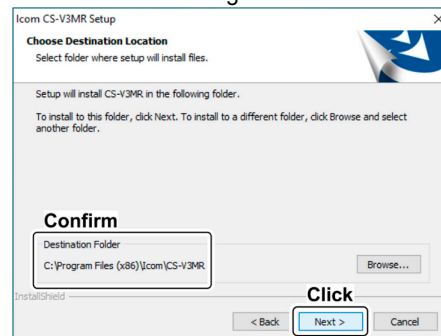 Icom CS-V3MR Setup
Choose Destination Location
Select folder where setup will install files.
Setup will install CS-V3MR in the following folder.
To install to this folder, click Next. To install to a different folder, click Browse and select
another folder.
Confirm
Destination Folder
C:\Program Files (x86)\Icom\CS-V3MR
Browse...
InstallShield
Click
< Back
Next >
Cancel